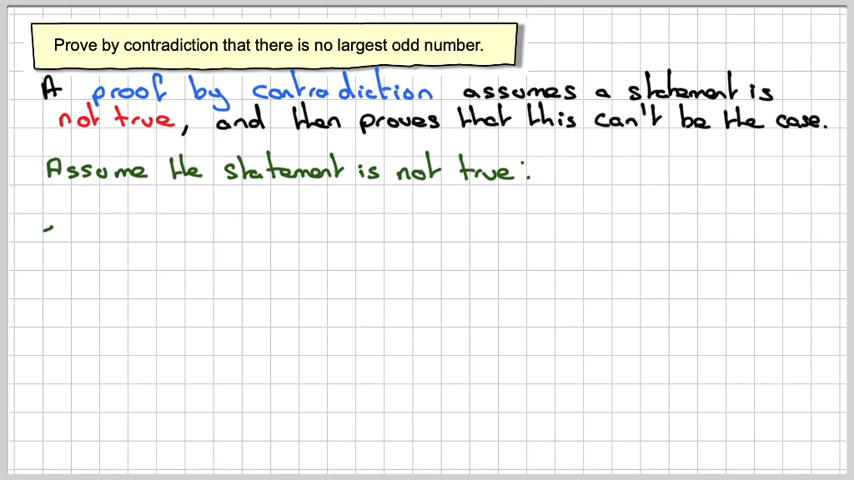 Prove by contradiction that there is no largest odd number.
A proof by contradiction assumes a statement is
not true, and then proves that this can't be the case.
Assume the statement is not true: